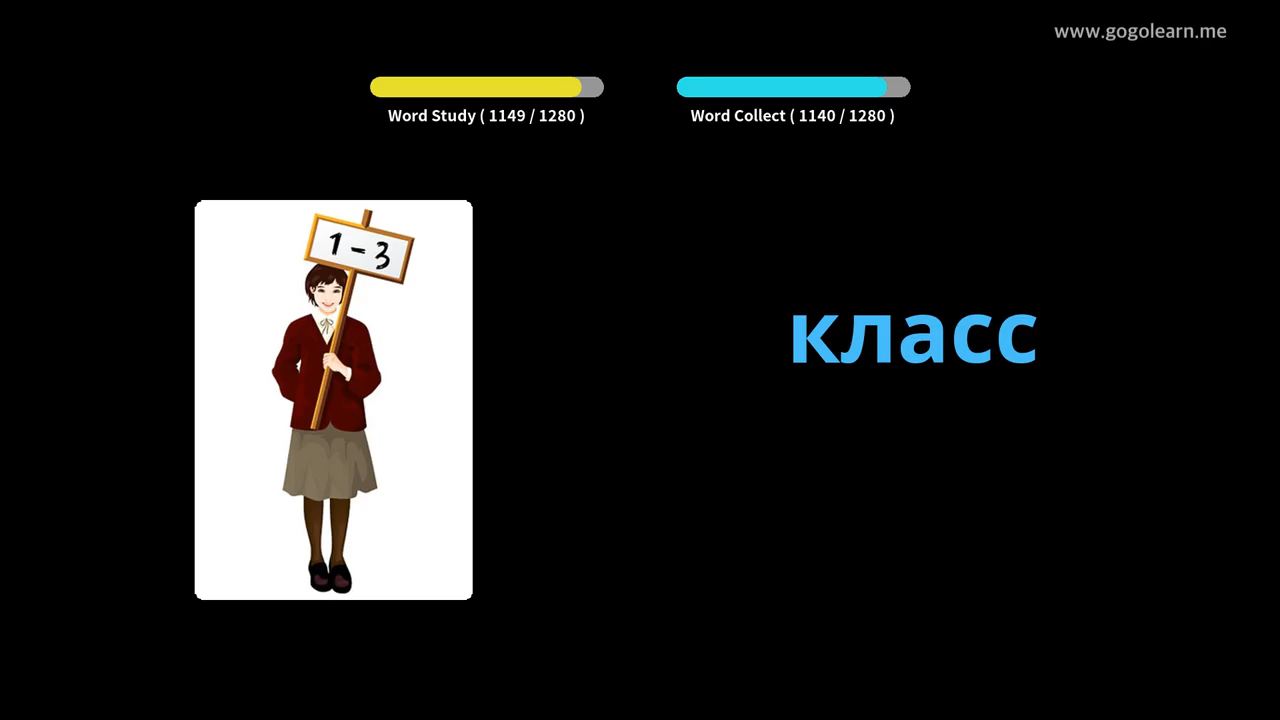 www.gogolearn.me
Word Study ( 1149 / 1280 )
Word Collect ( 1140 / 1280 )
1 - 3
класс